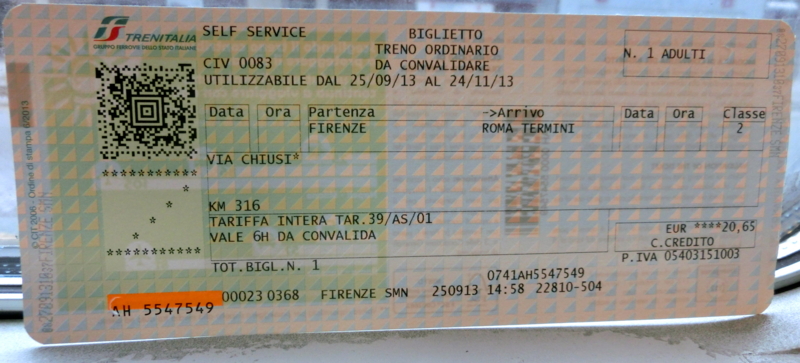 TRENITALIA
GRUPPO FERROVIE DELLO STATO ITALIANE
SELF SERVICE
BIGLIETTO
TRENO ORDINARIO
CIV 0083
DA CONVALIDARE
UTILIZZABILE DAL 25/09/13 AL 24/11/13
N. 1 ADULTI
Data Ora Partenza ->Arrivo Data Ora Classe
FIRENZE ROMA TERMINI 2
VIA CHIUSI*
***********
*
*
*
*
***********
KM 316
TARIFFA INTERA TAR.39/AS/01
VALE 6H DA CONVALIDA
EUR ****20,65
C.CREDITO
P.IVA 05403151003
TOT.BIGL.N. 1
0741AH5547549
00023 0368 FIRENZE SMN 250913 14:58 22810-504
AH 5547549